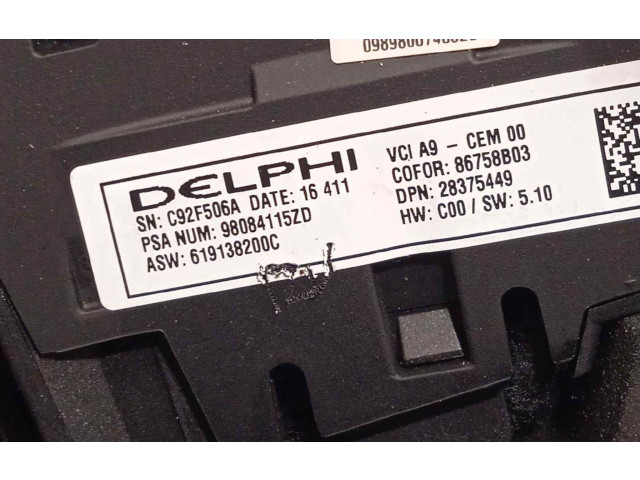 DELPHI
SN: C92F506A DATE: 16 411
PSA NUM: 98084115ZD
ASW: 619138200C
VCI A9 - CEM 00
COFOR: 86758B03
DPN: 28375449
HW: C00 / SW: 5.10